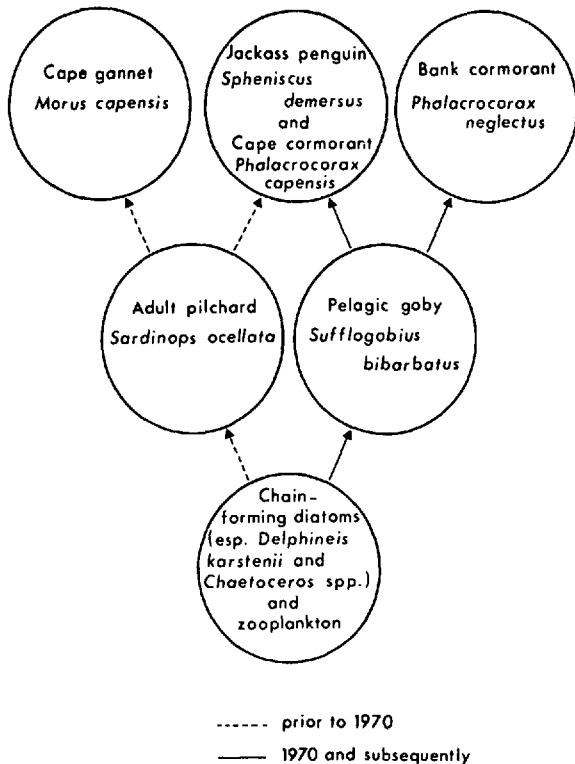 Cape gannet
Morus capensis
Jackass penguin
Spheniscus
demersus
and
Cape cormorant
Phalacrocorax
capensis
Bank cormorant
Phalacrocorax
neglectus
Adult pilchard
Sardinops ocellata
Pelagic goby
Sufflogobius
bibarbatus
Chain-
forming diatoms
(esp. Delphineis
karstenii and
Chaetoceros spp.)
and
zooplankton
prior to 1970
1970 and subsequently